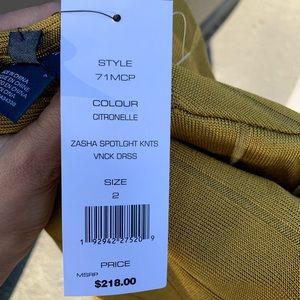 STYLE
71MCP
COLOUR
CITRONELLE
ZASHA SPOTLGHT KNTS
VNCK DRSS
SIZE
2
1 92942 27520 9
PRICE
MSRP $218.00